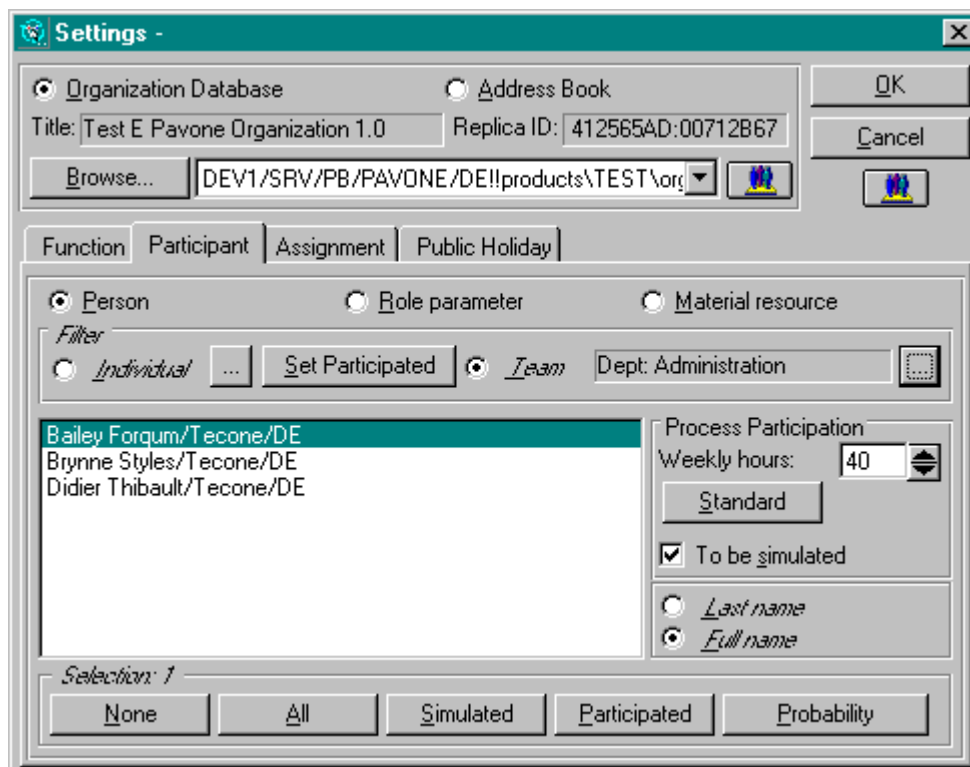 Settings -
Organization Database
Address Book
OK
Title: Test E Pavone Organization 1.0
Replica ID: 412565AD:00712B67
Cancel
Browse...
DEV1/SRV/PB/PAVONE/DE!!products\TEST\org
Function
Participant
Assignment
Public Holiday
Person
Role parameter
Material resource
Filter
Individual
...
Set Participated
Team
Dept: Administration
...
Bailey Forqum/Tecone/DE
Brynne Styles/Tecone/DE
Didier Thibault/Tecone/DE
Process Participation
Weekly hours: 40
Standard
To be simulated
Last name
Full name
Selection: 1
None
All
Simulated
Participated
Probability